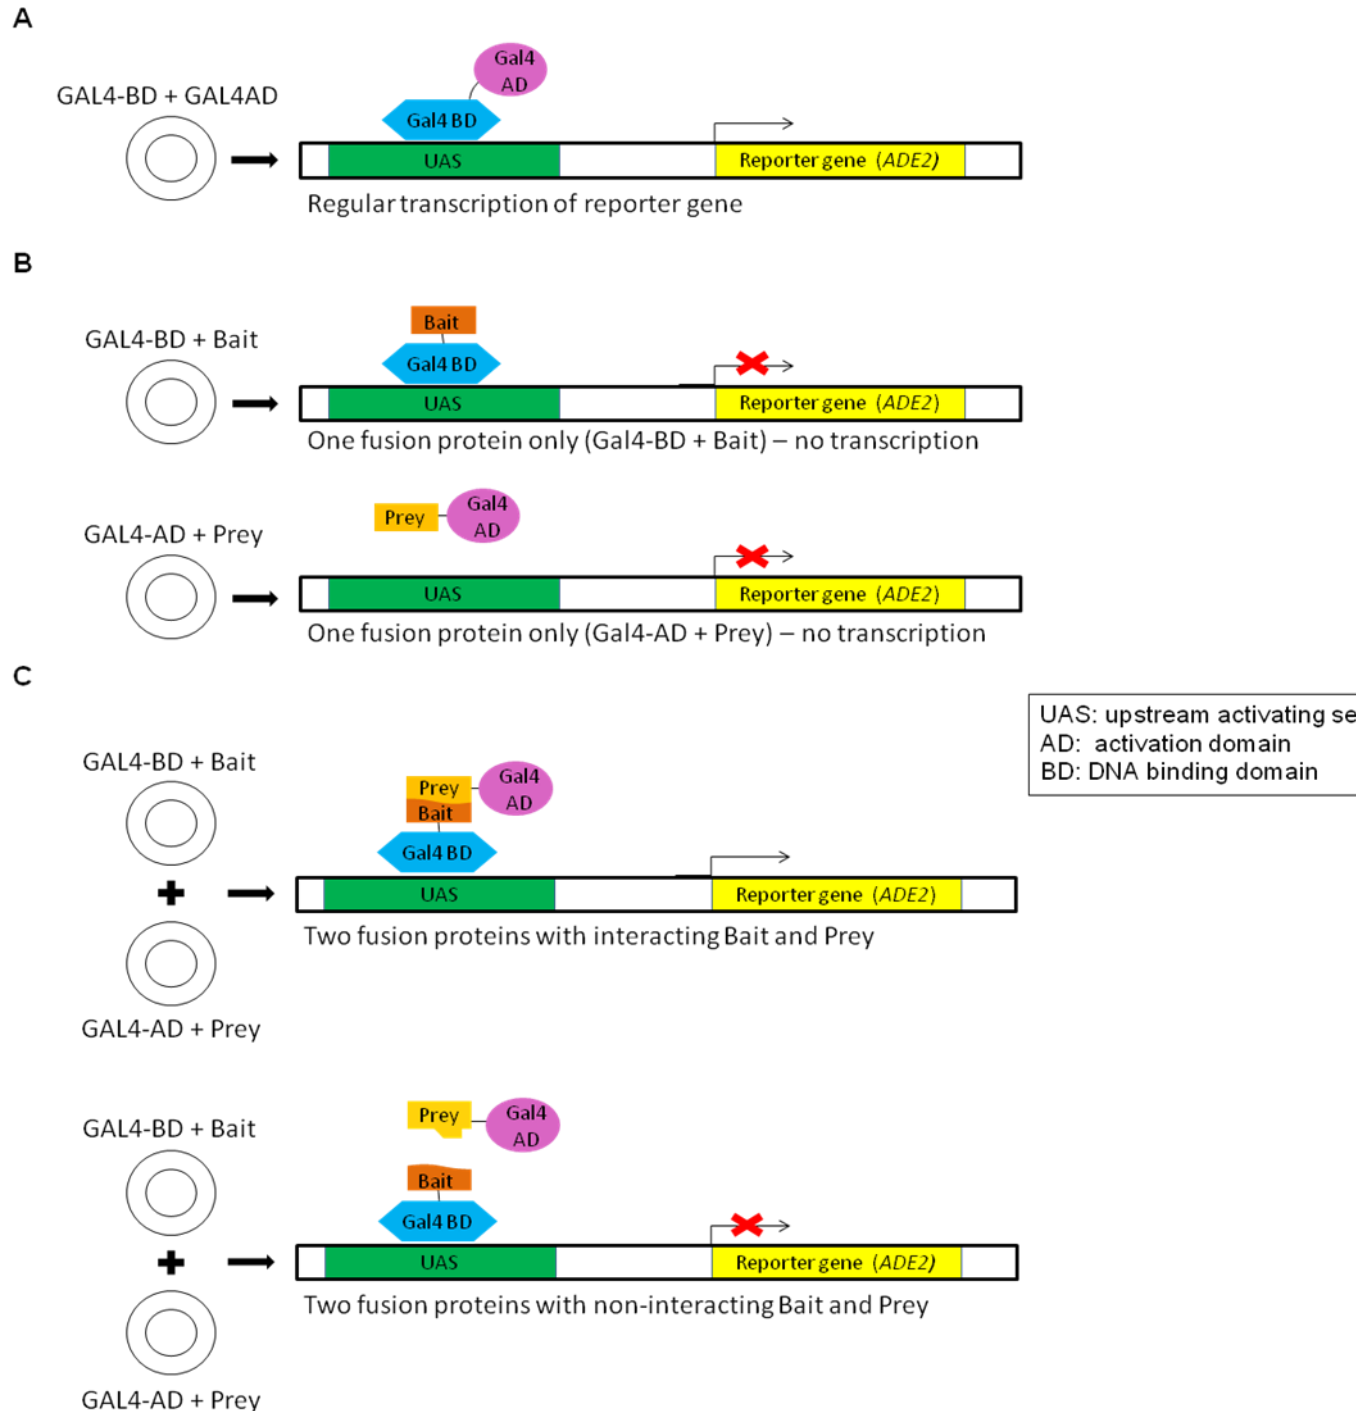 A
GAL4-BD + GAL4AD
Gal4
AD
Gal4 BD
UAS
Reporter gene (ADE2)
Regular transcription of reporter gene
B
GAL4-BD + Bait
Bait
Gal4 BD
UAS
Reporter gene (ADE2)
One fusion protein only (Gal4-BD + Bait) – no transcription
GAL4-AD + Prey
Prey
Gal4
AD
UAS
Reporter gene (ADE2)
One fusion protein only (Gal4-AD + Prey) – no transcription
C
UAS: upstream activating se
AD: activation domain
BD: DNA binding domain
GAL4-BD + Bait
Prey
Gal4
AD
Bait
Gal4 BD
+
UAS
Reporter gene (ADE2)
Two fusion proteins with interacting Bait and Prey
GAL4-AD + Prey
GAL4-BD + Bait
Prey
Gal4
AD
Bait
Gal4 BD
+
UAS
Reporter gene (ADE2)
Two fusion proteins with non-interacting Bait and Prey
GAL4-AD + Prey